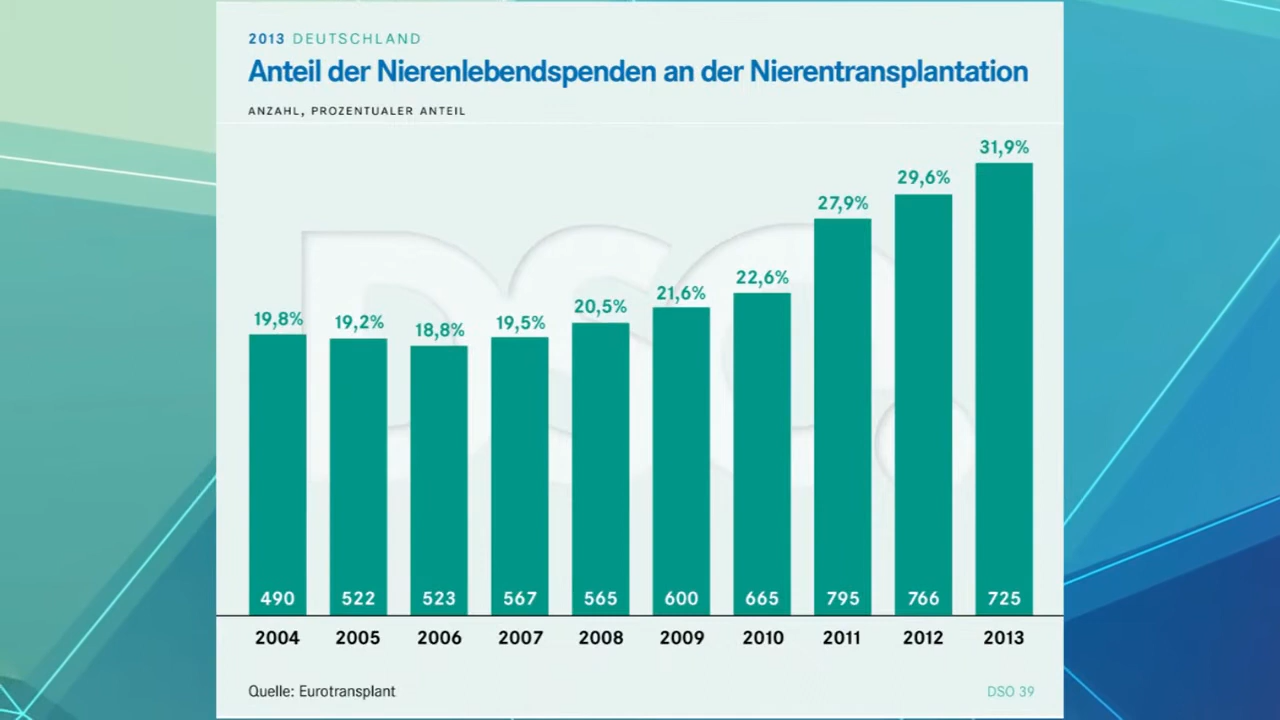 2013 DEUTSCHLAND
Anteil der Nierenlebendspenden an der Nierentransplantation
ANZAHL, PROZENTUALER ANTEIL
19,8% 19,2% 18,8% 19,5% 20,5% 21,6% 22,6% 27,9% 29,6% 31,9%
DSO.
490 522 523 567 565 600 665 795 766 725
2004 2005 2006 2007 2008 2009 2010 2011 2012 2013
Quelle: Eurotransplant DSO 39